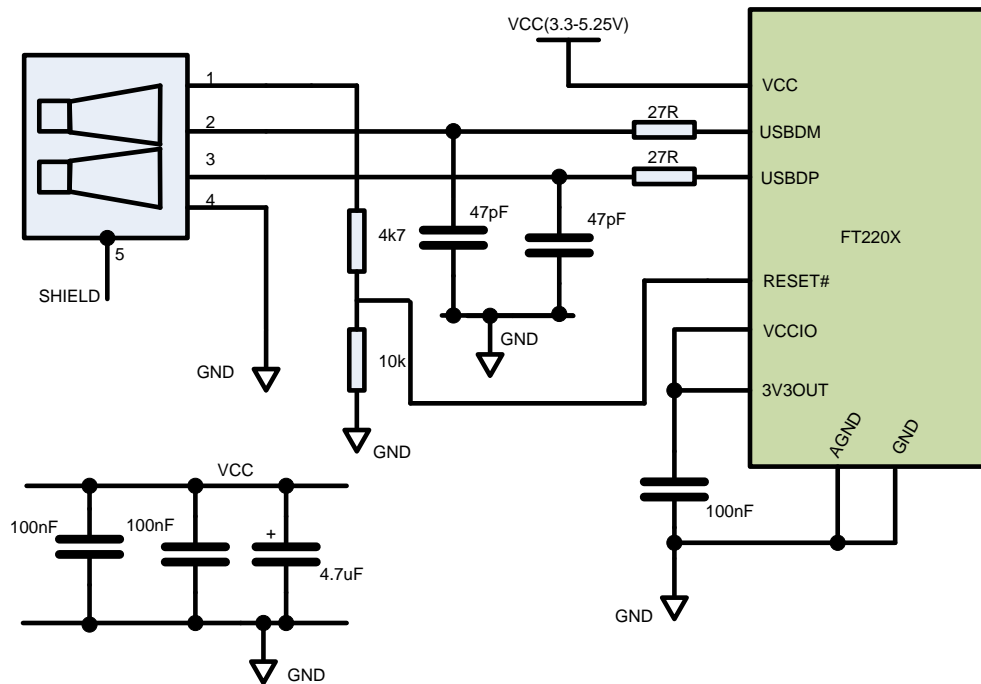 VCC(3.3-5.25V)
1
VCC
2
27R
USBDM
3
27R
USBDP
4
47pF
47pF
4k7
FT220X
5
SHIELD
RESET#
GND
VCCIO
GND
10k
3V3OUT
GND
AGND
GND
VCC
100nF
100nF
+
4.7uF
100nF
GND
GND